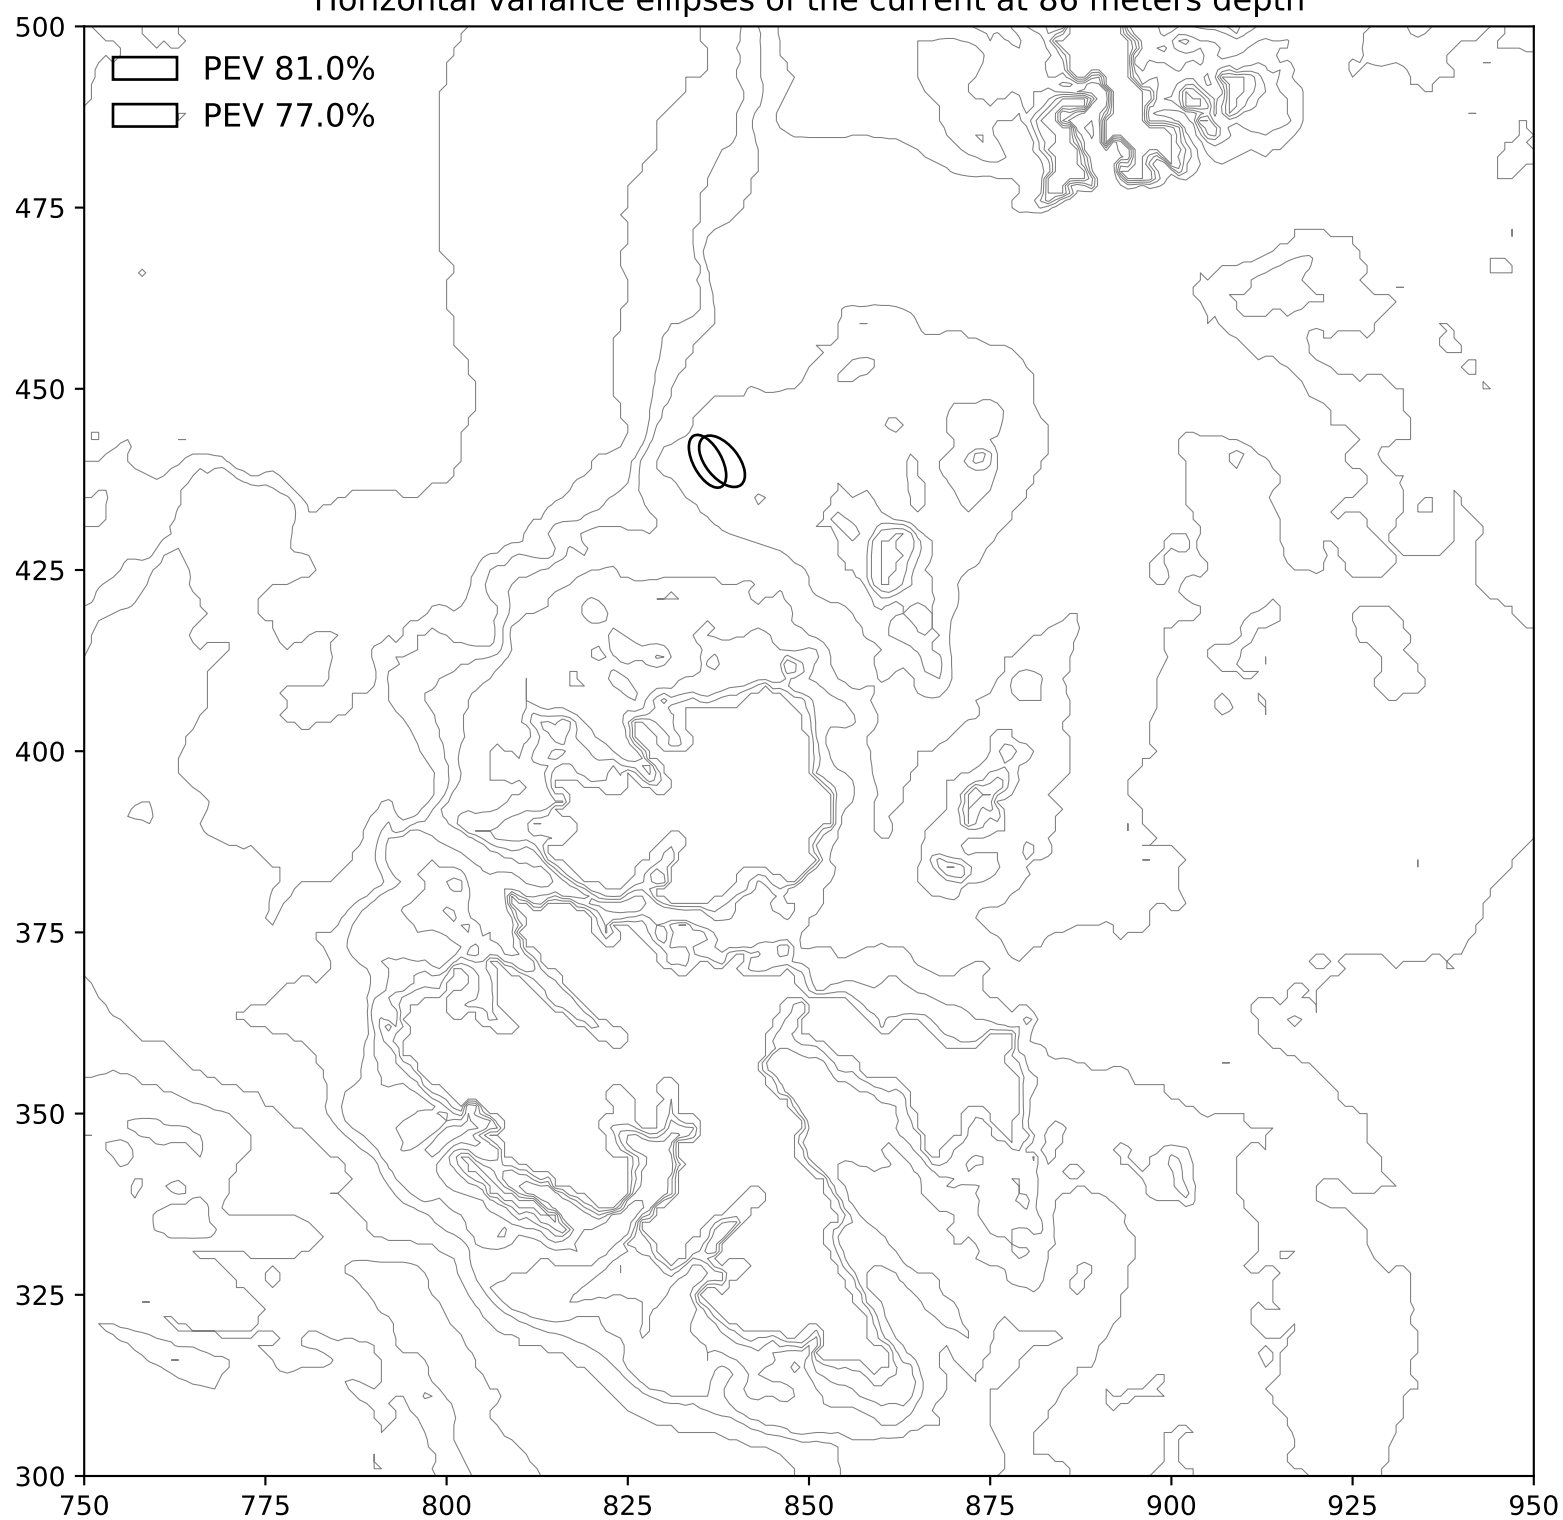 Horizontal variance ellipses of the current at 86 meters depth
500
PEV 81.0%
PEV 77.0%
475
450
425
400
375
350
325
300
750 775 800 825 850 875 900 925 950